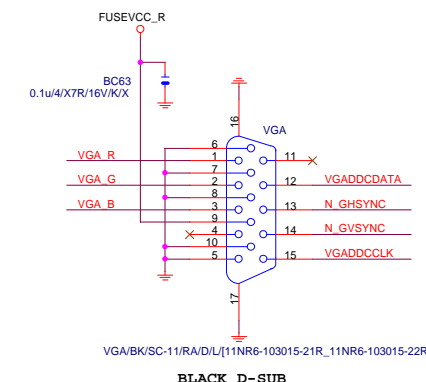 FUSEVCC_R
BC63
0.1u/4/X7R/16V/K/X
16
VGA
6
VGA_R
1
11
7
VGA_G
2
12
VGADDCDATA
8
VGA_B
3
13
N_GHSYNC
9
4
14
N_GVSYNC
10
5
15
VGADDCCLK
17
VGA/BK/SC-11/RA/D/L/[11NR6-103015-21R_11NR6-103015-22R
BLACK D-SUB